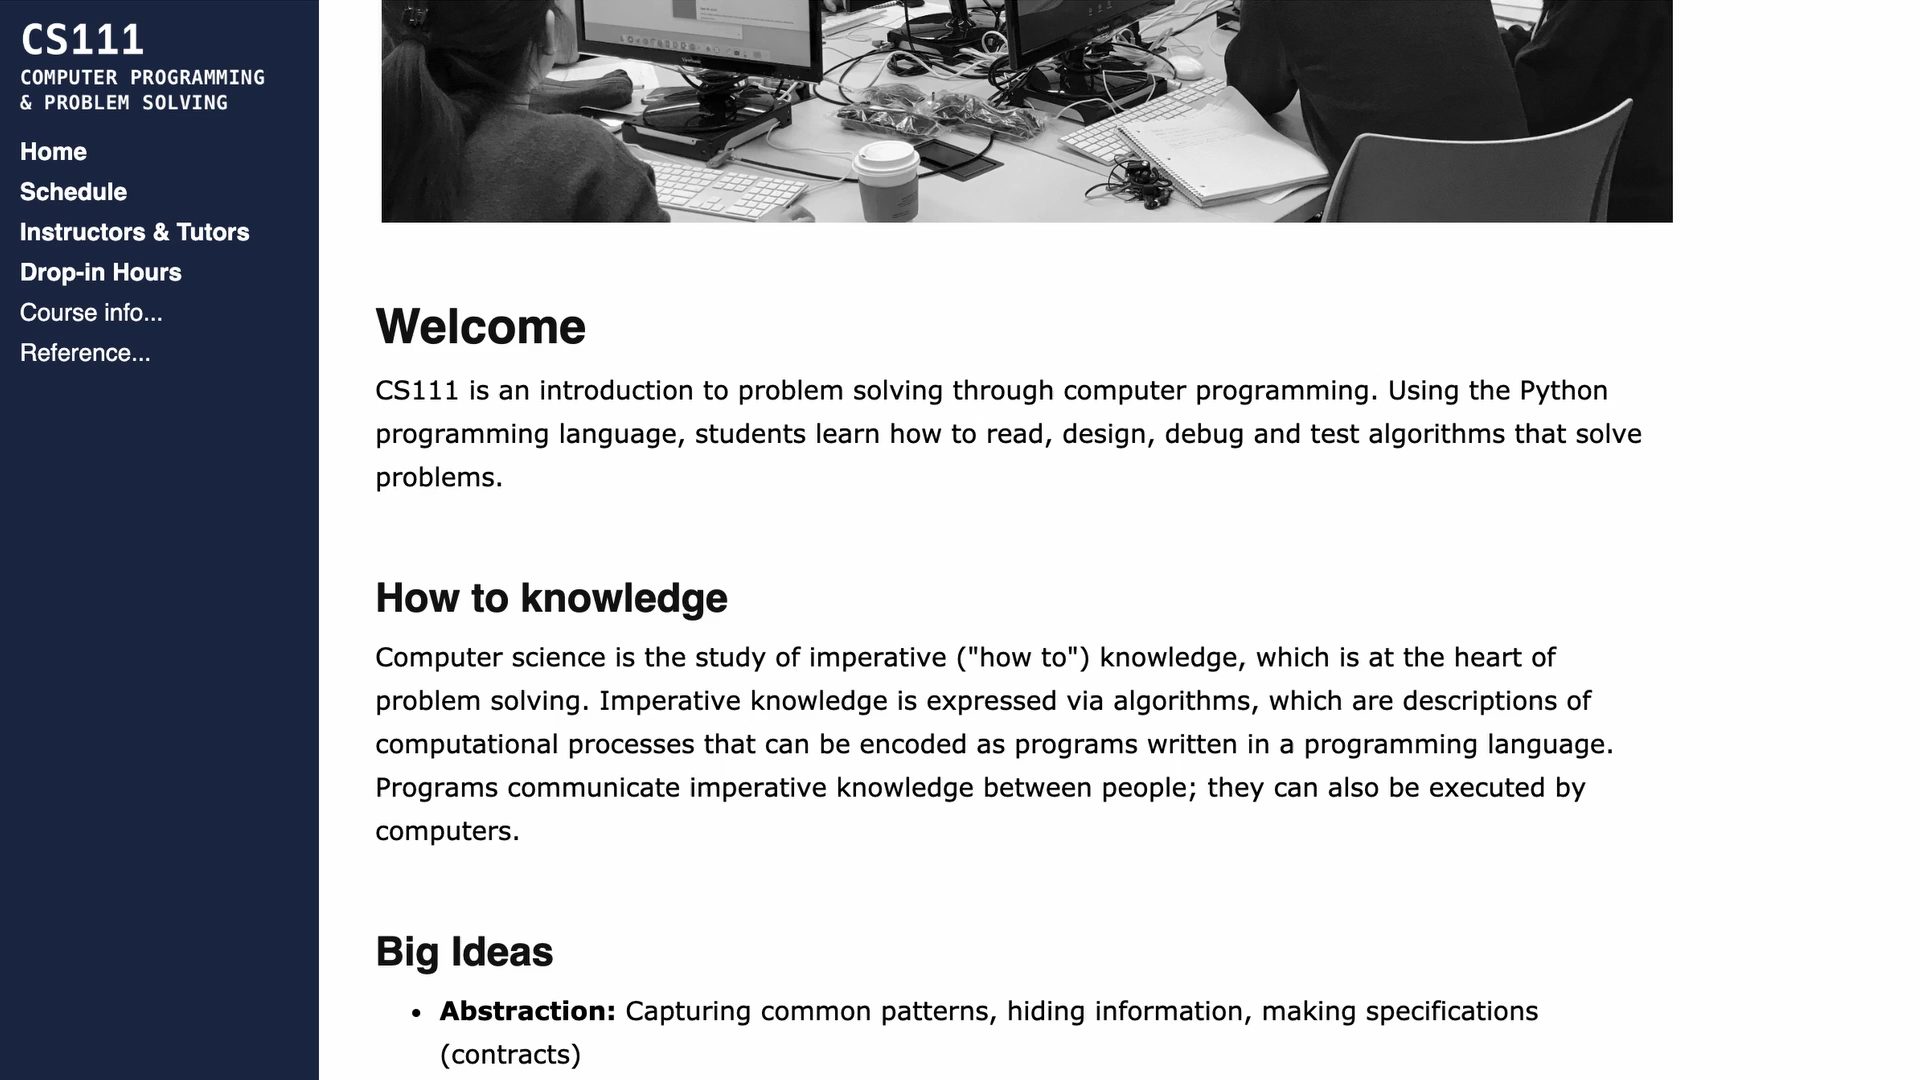 CS111
COMPUTER PROGRAMMING
& PROBLEM SOLVING
Home
Schedule
Instructors & Tutors
Drop-in Hours
Course info...
Reference...
Welcome
CS111 is an introduction to problem solving through computer programming. Using the Python
programming language, students learn how to read, design, debug and test algorithms that solve
problems.
How to knowledge
Computer science is the study of imperative ("how to") knowledge, which is at the heart of
problem solving. Imperative knowledge is expressed via algorithms, which are descriptions of
computational processes that can be encoded as programs written in a programming language.
Programs communicate imperative knowledge between people; they can also be executed by
computers.
Big Ideas
• Abstraction: Capturing common patterns, hiding information, making specifications
(contracts)